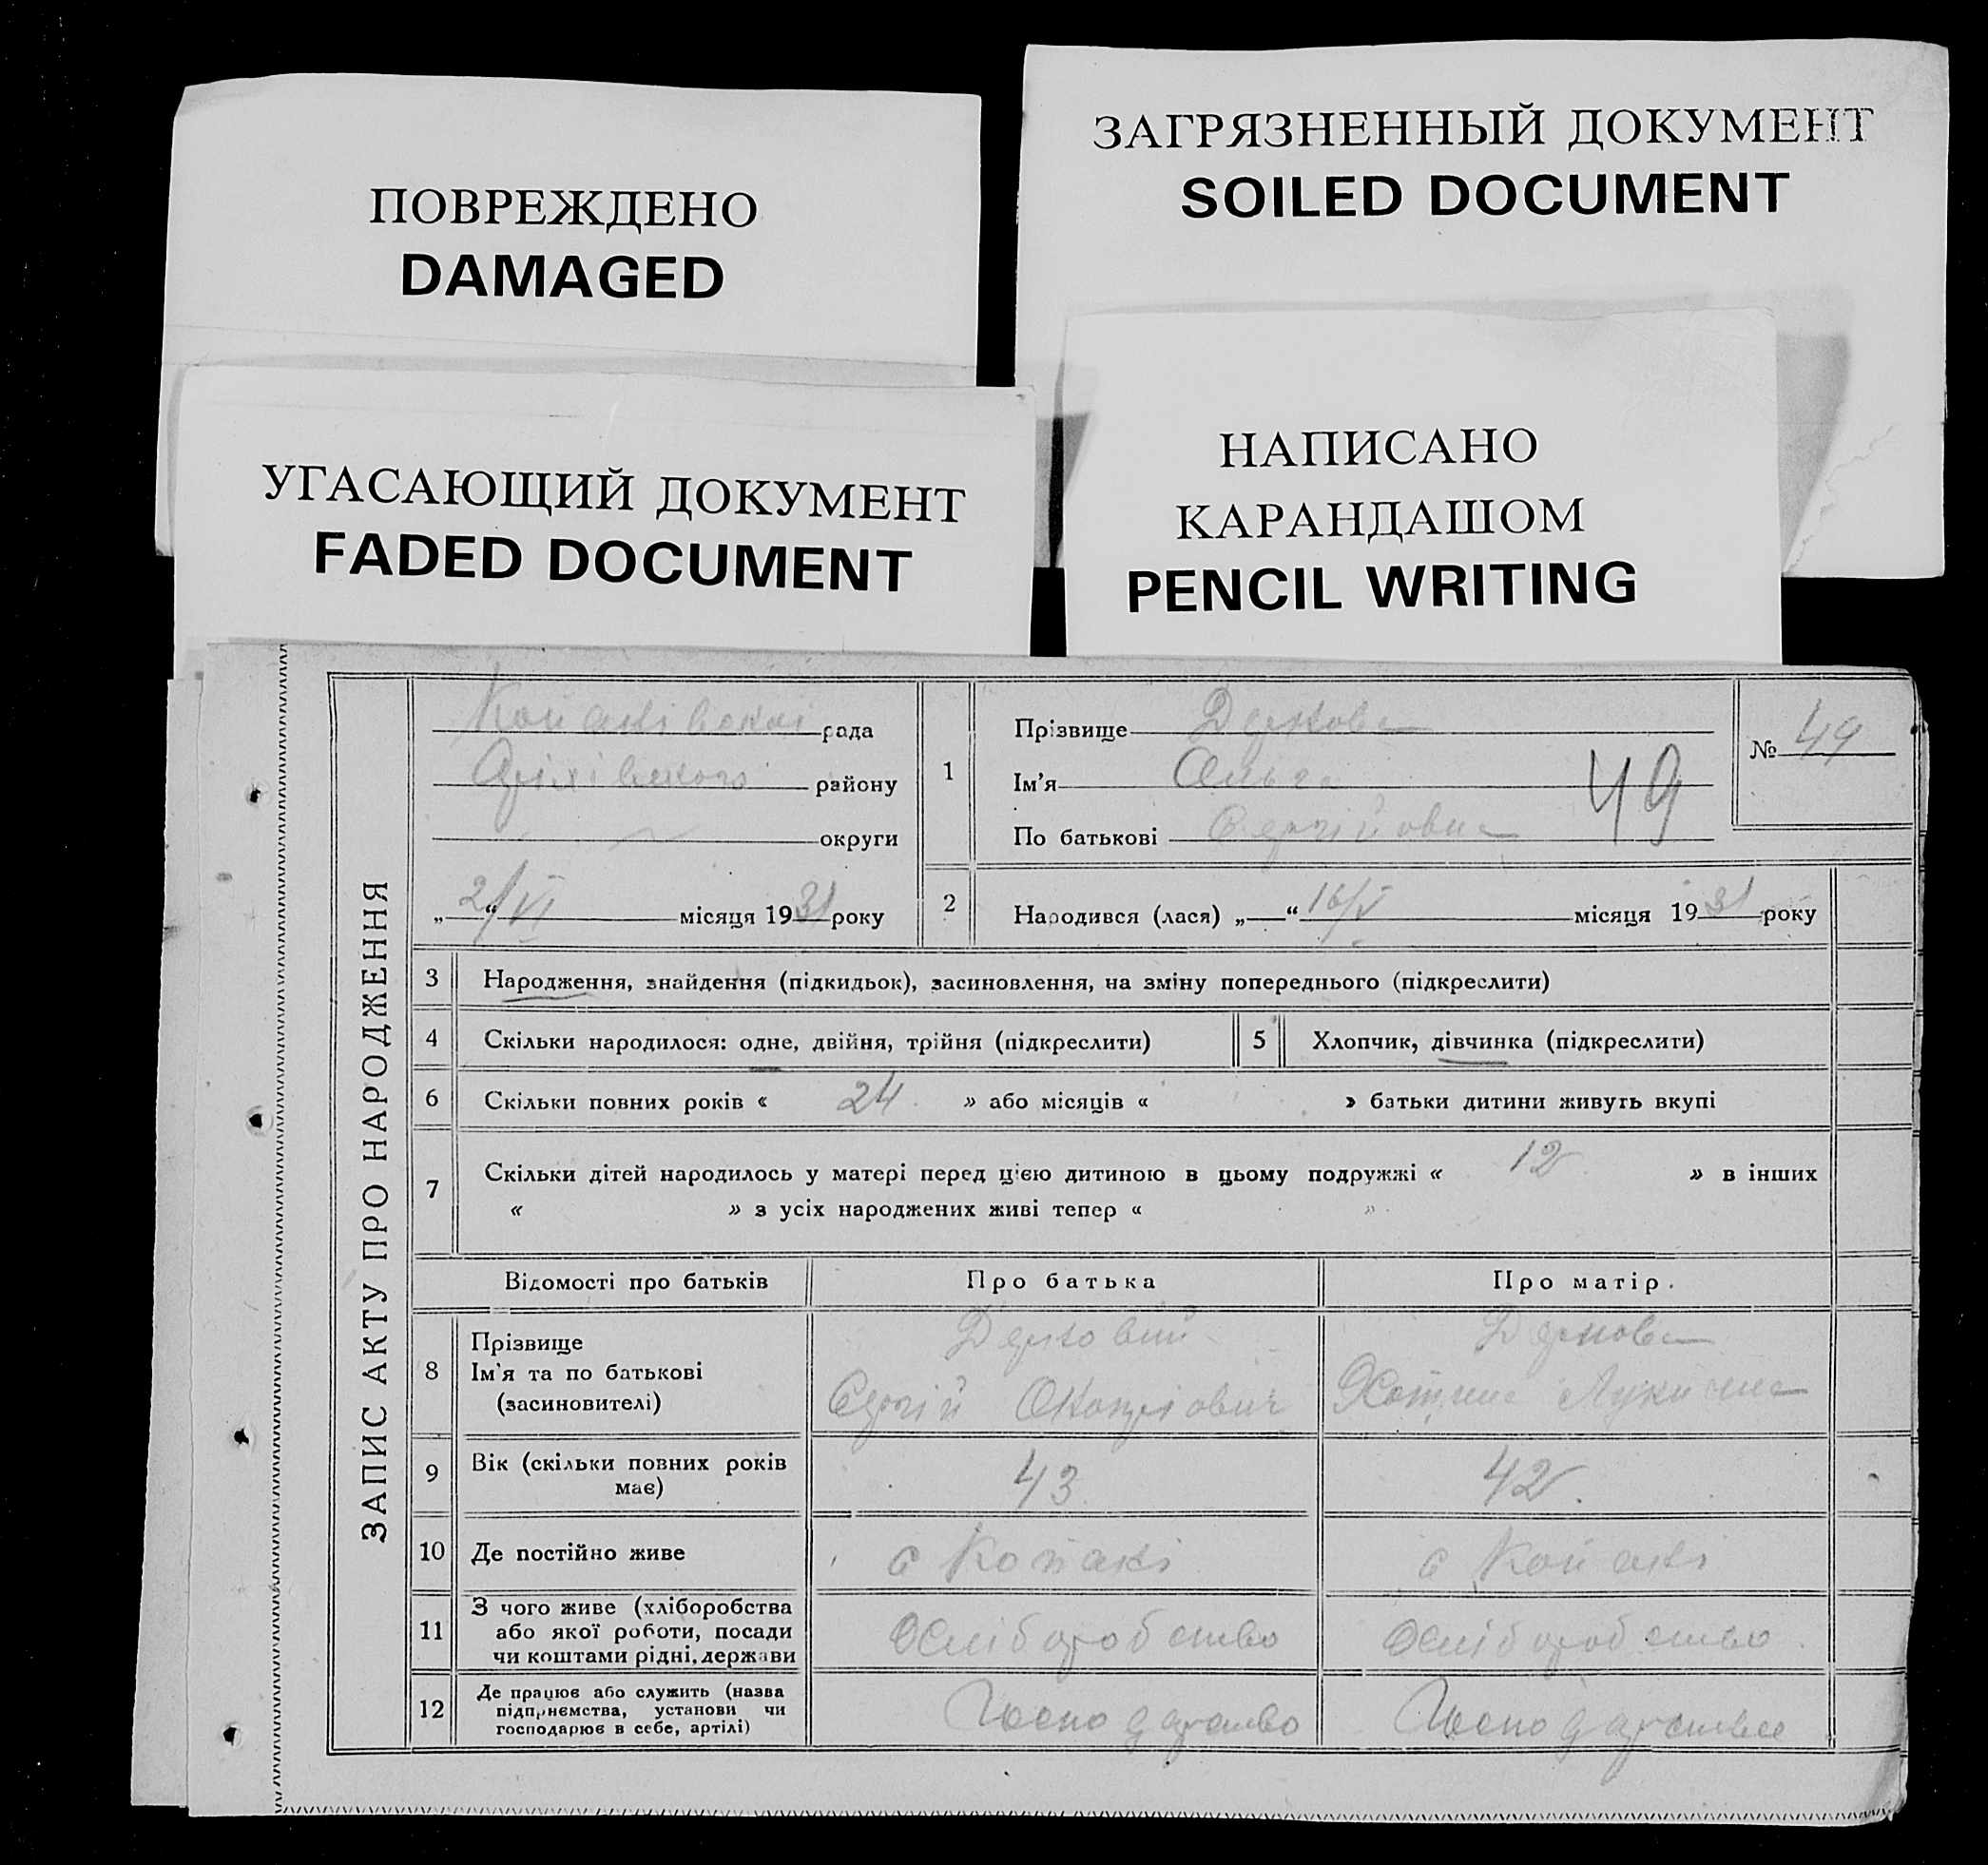 ПОВРЕЖДЕНО
DAMAGED
ЗАГРЯЗНЕННЫЙ ДОКУМЕНТ
SOILED DOCUMENT
УГАСАЮЩИЙ ДОКУМЕНТ
FADED DOCUMENT
НАПИСАНО
КАРАНДАШОМ
PENCIL WRITING
ЗАПИС АКТУ ПРО НАРОДЖЕННЯ
рада
району
округи
„2/VI“ місяця 1931 року
1
Прізвище
Ім'я Ольга
По батькові Сергіївна
49
№ 49
2 Народився (лася) „ “ 16/V місяця 1931 року
3 Народження, знайдення (підкидьок), засиновлення, на зміну попереднього (підкреслити)
4 Скільки народилося: одне, двійня, трійня (підкреслити) 5 Хлопчик, дівчинка (підкреслити)
6 Скільки повних років « 24 » або місяців « » батьки дитини живуть вкупі
7 Скільки дітей народилось у матері перед цією дитиною в цьому подружжі « 12 » в інших
« » з усіх народжених живі тепер « »
Відомості про батьків Про батька Про матір.
8 Прізвище
Ім'я та по батькові
(засиновителі)
Сергій
9 Вік (скільки повних років
має)
43 42
10 Де постійно живе с с
11 З чого живе (хліборобства
або якої роботи, посади
чи коштами рідні, держави
Хліборобство Хліборобство
12 Де працює або служить (назва
підприємства, установи чи
господарює в себе, артілі)